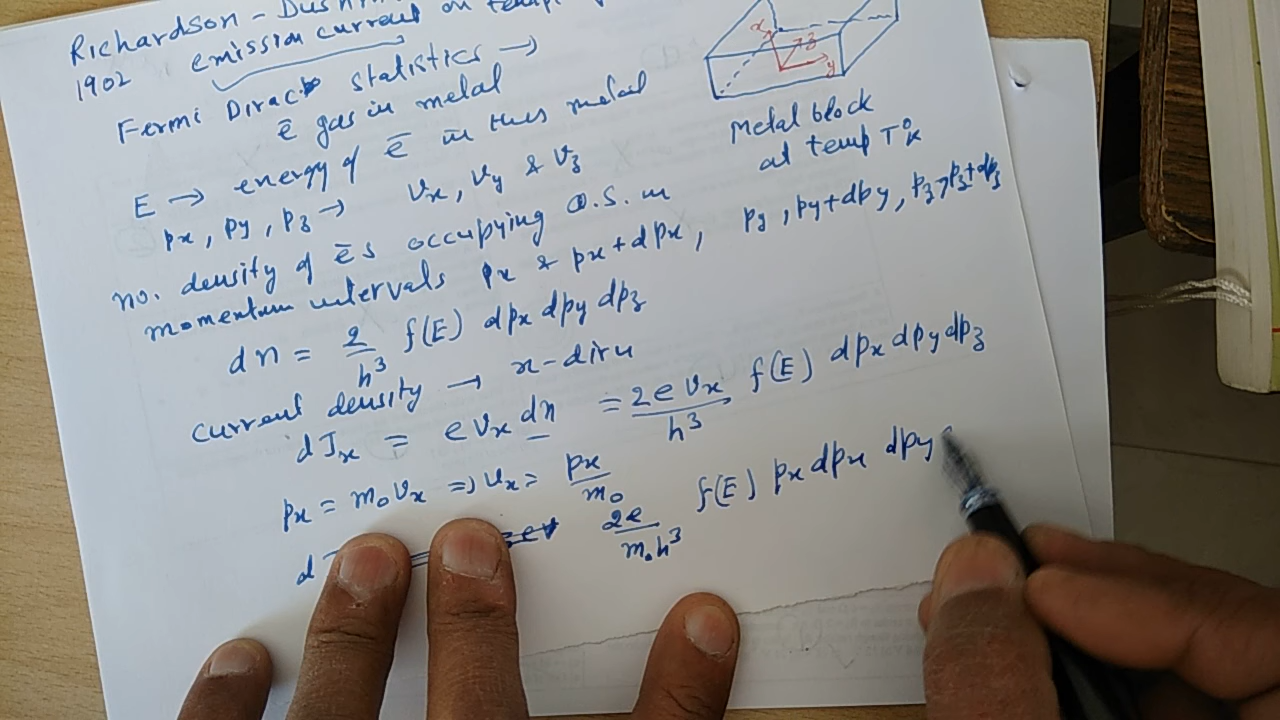 Richardson -
1902 emission current on temp
Fermi Dirac statistics →
ē gas in metal
E → energy of ē in this metal
px, py, pz → vx, vy & vz
no. density of ēs occupying a.s. in
momentum intervals px & px+dpx, py, py+dpy, pz, pz+dpz
dn = 2/h³ f(E) dpx dpy dpz
current density → x-dirn
dJx = e vx dn = 2e vx/h³ f(E) dpx dpy dpz
px = m₀vx => vx = px/m₀
d 2e/m₀h³ f(E) px dpx dpy
x
z
y
Metal block
at temp T°K